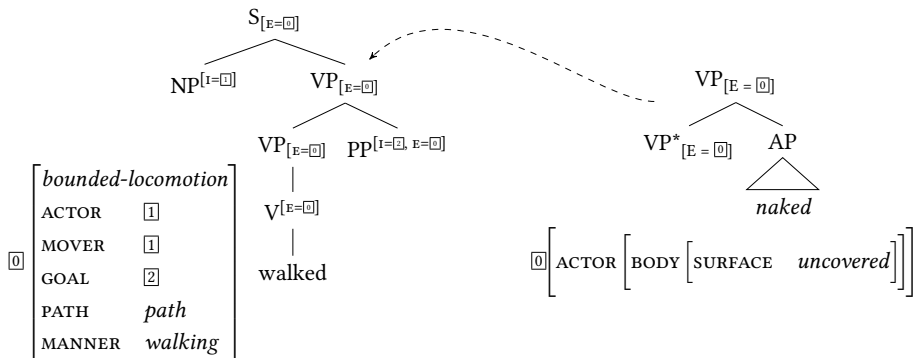 S[E=0]
NP[I=1] VP[E=0]
VP[E=0] PP[I=2, E=0]
V[E=0]
walked
0 bounded-locomotion
ACTOR 1
MOVER 1
GOAL 2
PATH path
MANNER walking
VP[E = 0]
VP*[E = 0] AP
naked
0[ACTOR [BODY [SURFACE uncovered]]]